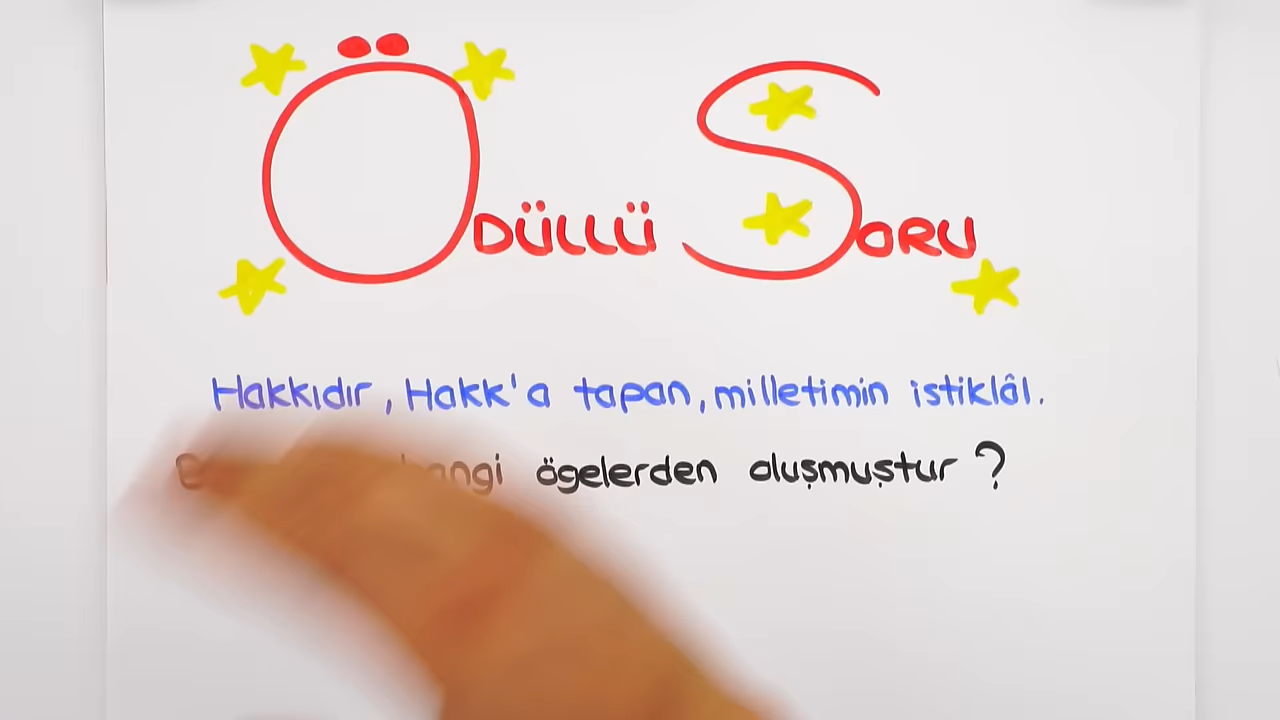 Ödüllü Soru
Hakkıdır, Hakk'a tapan, milletimin istiklâl.
ögelerden oluşmuştur ?